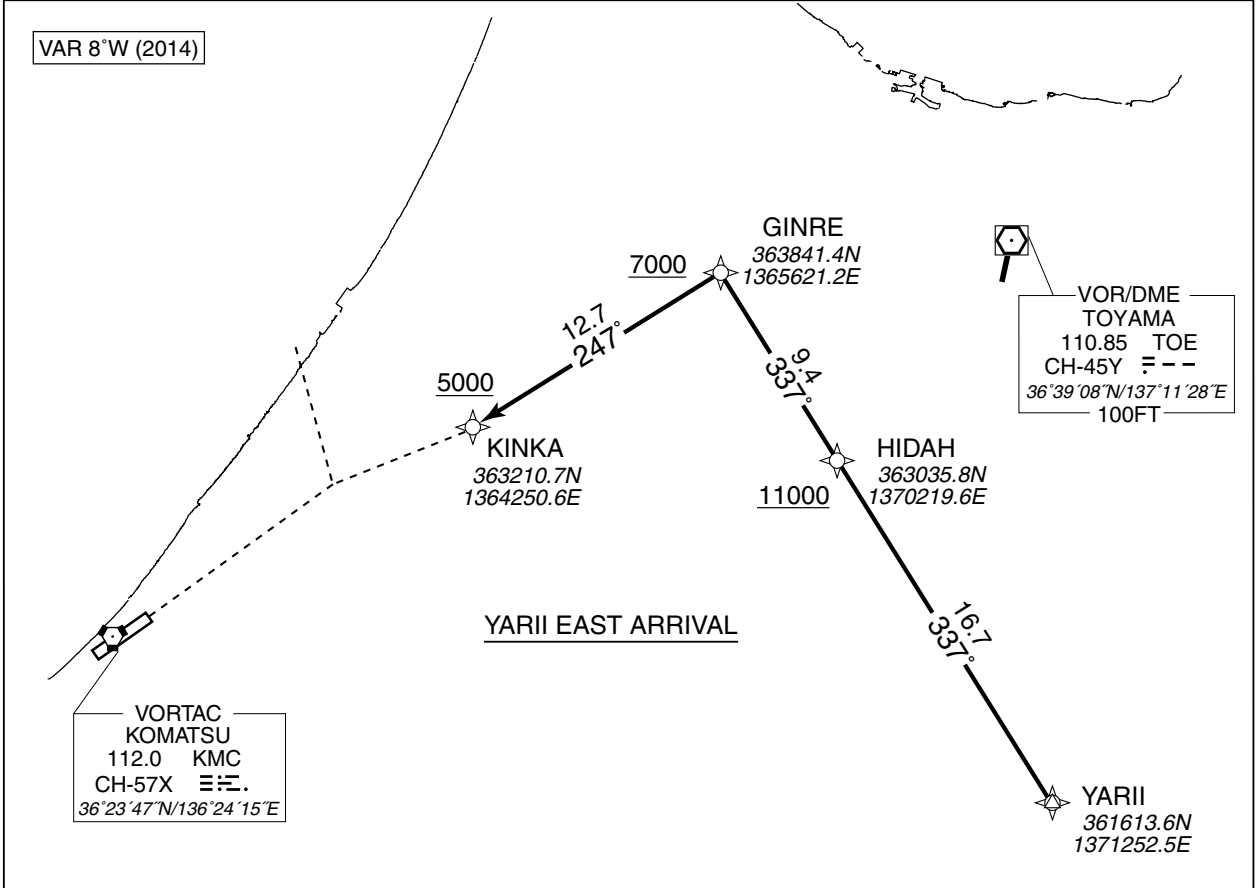 VAR 8°W (2014)
GINRE
363841.4N
1365621.2E
7000
12.7
247°
9.4
337°
VOR/DME
TOYAMA
110.85 TOE
CH-45Y
36°39´08˝N/137°11´28˝E
100FT
5000
KINKA
363210.7N
1364250.6E
HIDAH
363035.8N
1370219.6E
11000
16.7
337°
YARII EAST ARRIVAL
VORTAC
KOMATSU
112.0 KMC
CH-57X
36°23´47˝N/136°24´15˝E
YARII
361613.6N
1371252.5E